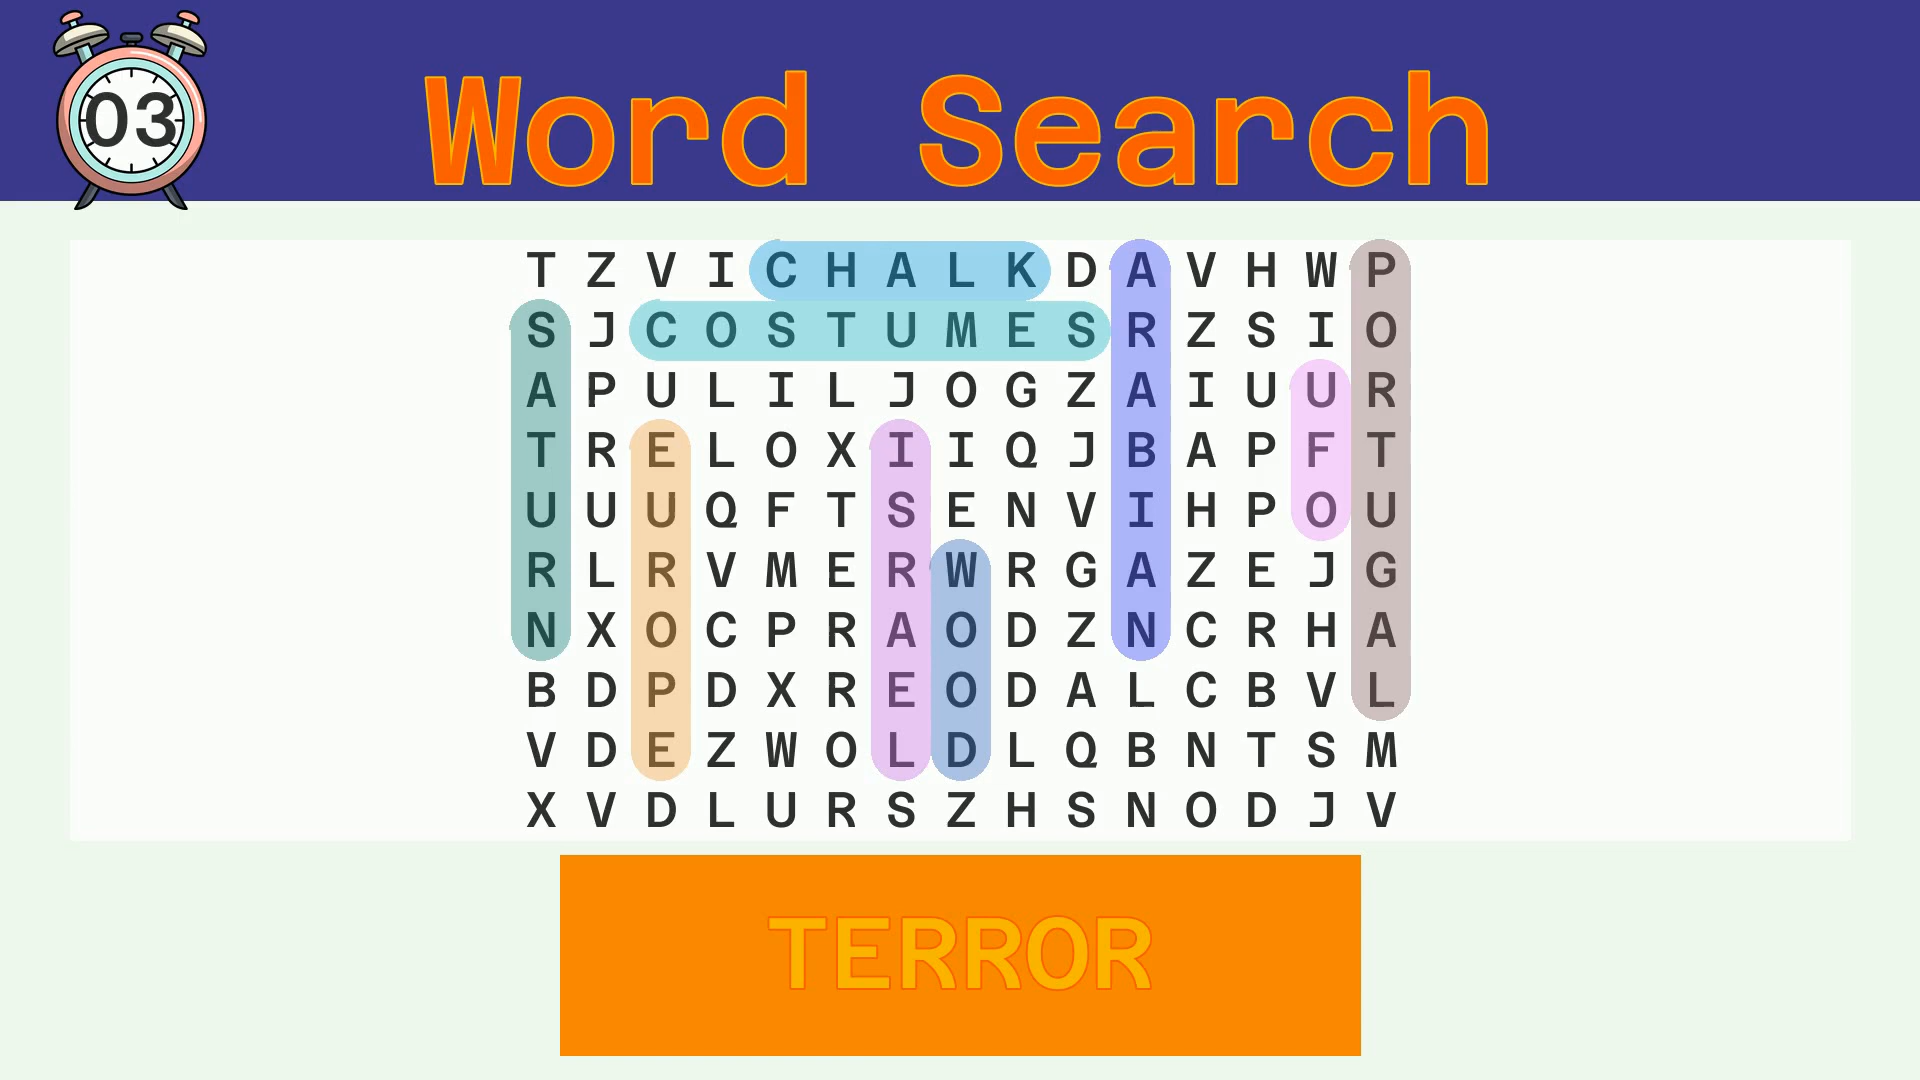 03
Word Search
T Z V I C H A L K D A V H W P
S J C O S T U M E S R Z S I O
A P U L I L J O G Z A I U U R
T R E L O X I I Q J B A P F T
U U U Q F T S E N V I H P O U
R L R V M E R W R G A Z E J G
N X O C P R A O D Z N C R H A
B D P D X R E O D A L C B V L
V D E Z W O L D L Q B N T S M
X V D L U R S Z H S N O D J V
TERROR